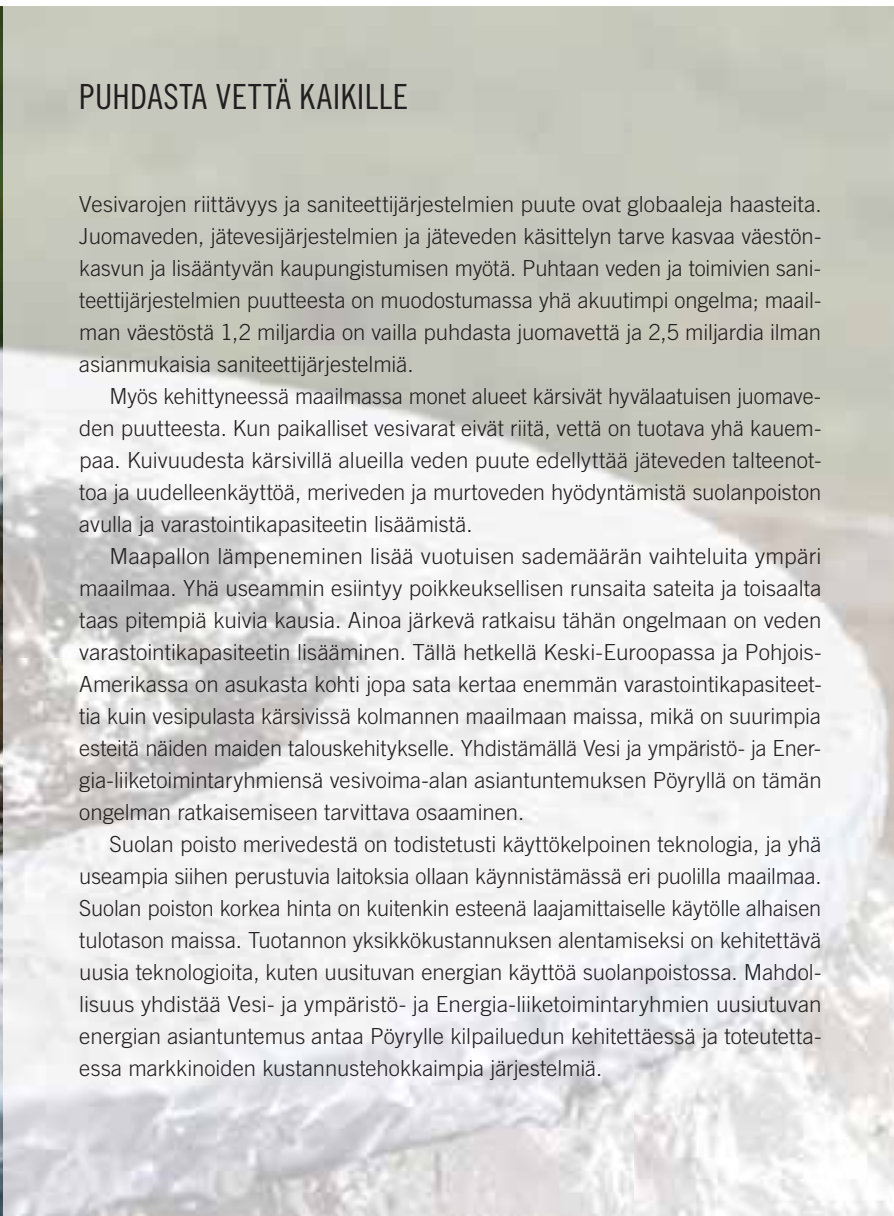 PUHDASTA VETTÄ KAIKILLE
Vesivarojen riittävyys ja saniteettijärjestelmien puute ovat globaaleja haasteita.
Juomaveden, jätevesijärjestelmien ja jäteveden käsittelyn tarve kasvaa väestön-
kasvun ja lisääntyvän kaupungistumisen myötä. Puhtaan veden ja toimivien sani-
teettijärjestelmien puutteesta on muodostumassa yhä akuutimpi ongelma; maail-
man väestöstä 1,2 miljardia on vailla puhdasta juomavettä ja 2,5 miljardia ilman
asianmukaisia saniteettijärjestelmiä.
Myös kehittyneessä maailmassa monet alueet kärsivät hyvälaatuisen juomave-
den puutteesta. Kun paikalliset vesivarat eivät riitä, vettä on tuotava yhä kauem-
paa. Kuivuudesta kärsivillä alueilla veden puute edellyttää jäteveden talteenot-
toa ja uudelleenkäyttöä, meriveden ja murtoveden hyödyntämistä suolanpoiston
avulla ja varastointikapasiteetin lisäämistä.
Maapallon lämpeneminen lisää vuotuisen sademäärän vaihteluita ympäri
maailmaa. Yhä useammin esiintyy poikkeuksellisen runsaita sateita ja toisaalta
taas pitempiä kuivia kausia. Ainoa järkevä ratkaisu tähän ongelmaan on veden
varastointikapasiteetin lisääminen. Tällä hetkellä Keski-Euroopassa ja Pohjois-
Amerikassa on asukasta kohti jopa sata kertaa enemmän varastointikapasiteet-
tia kuin vesipulasta kärsivissä kolmannen maailmaan maissa, mikä on suurimpia
esteitä näiden maiden talouskehitykselle. Yhdistämällä Vesi ja ympäristö- ja Ener-
gia-liiketoimintaryhmiensä vesivoima-alan asiantuntemuksen Pöyryllä on tämän
ongelman ratkaisemiseen tarvittava osaaminen.
Suolan poisto merivedestä on todistetusti käyttökelpoinen teknologia, ja yhä
useampia siihen perustuvia laitoksia ollaan käynnistämässä eri puolilla maailmaa.
Suolan poiston korkea hinta on kuitenkin esteenä laajamittaiselle käytölle alhaisen
tulotason maissa. Tuotannon yksikkökustannuksen alentamiseksi on kehitettävä
uusia teknologioita, kuten uusituvan energian käyttöä suolanpoistossa. Mahdol-
lisuus yhdistää Vesi- ja ympäristö- ja Energia-liiketoimintaryhmien uusiutuvan
energian asiantuntemus antaa Pöyrylle kilpailuedun kehitettäessä ja toteutetta-
essa markkinoiden kustannustehokkaimpia järjestelmiä.